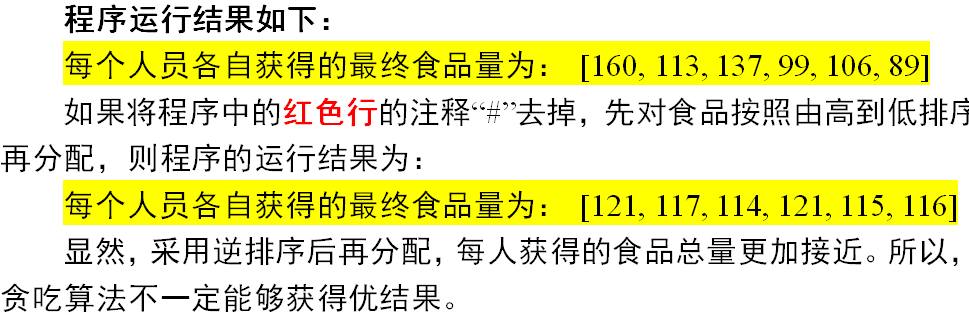 程序运行结果如下：
每个人员各自获得的最终食品量为： [160, 113, 137, 99, 106, 89]
如果将程序中的红色行的注释“#”去掉，先对食品按照由高到低排序
再分配，则程序的运行结果为：
每个人员各自获得的最终食品量为： [121, 117, 114, 121, 115, 116]
显然，采用逆排序后再分配，每人获得的食品总量更加接近。所以，
贪吃算法不一定能够获得优结果。